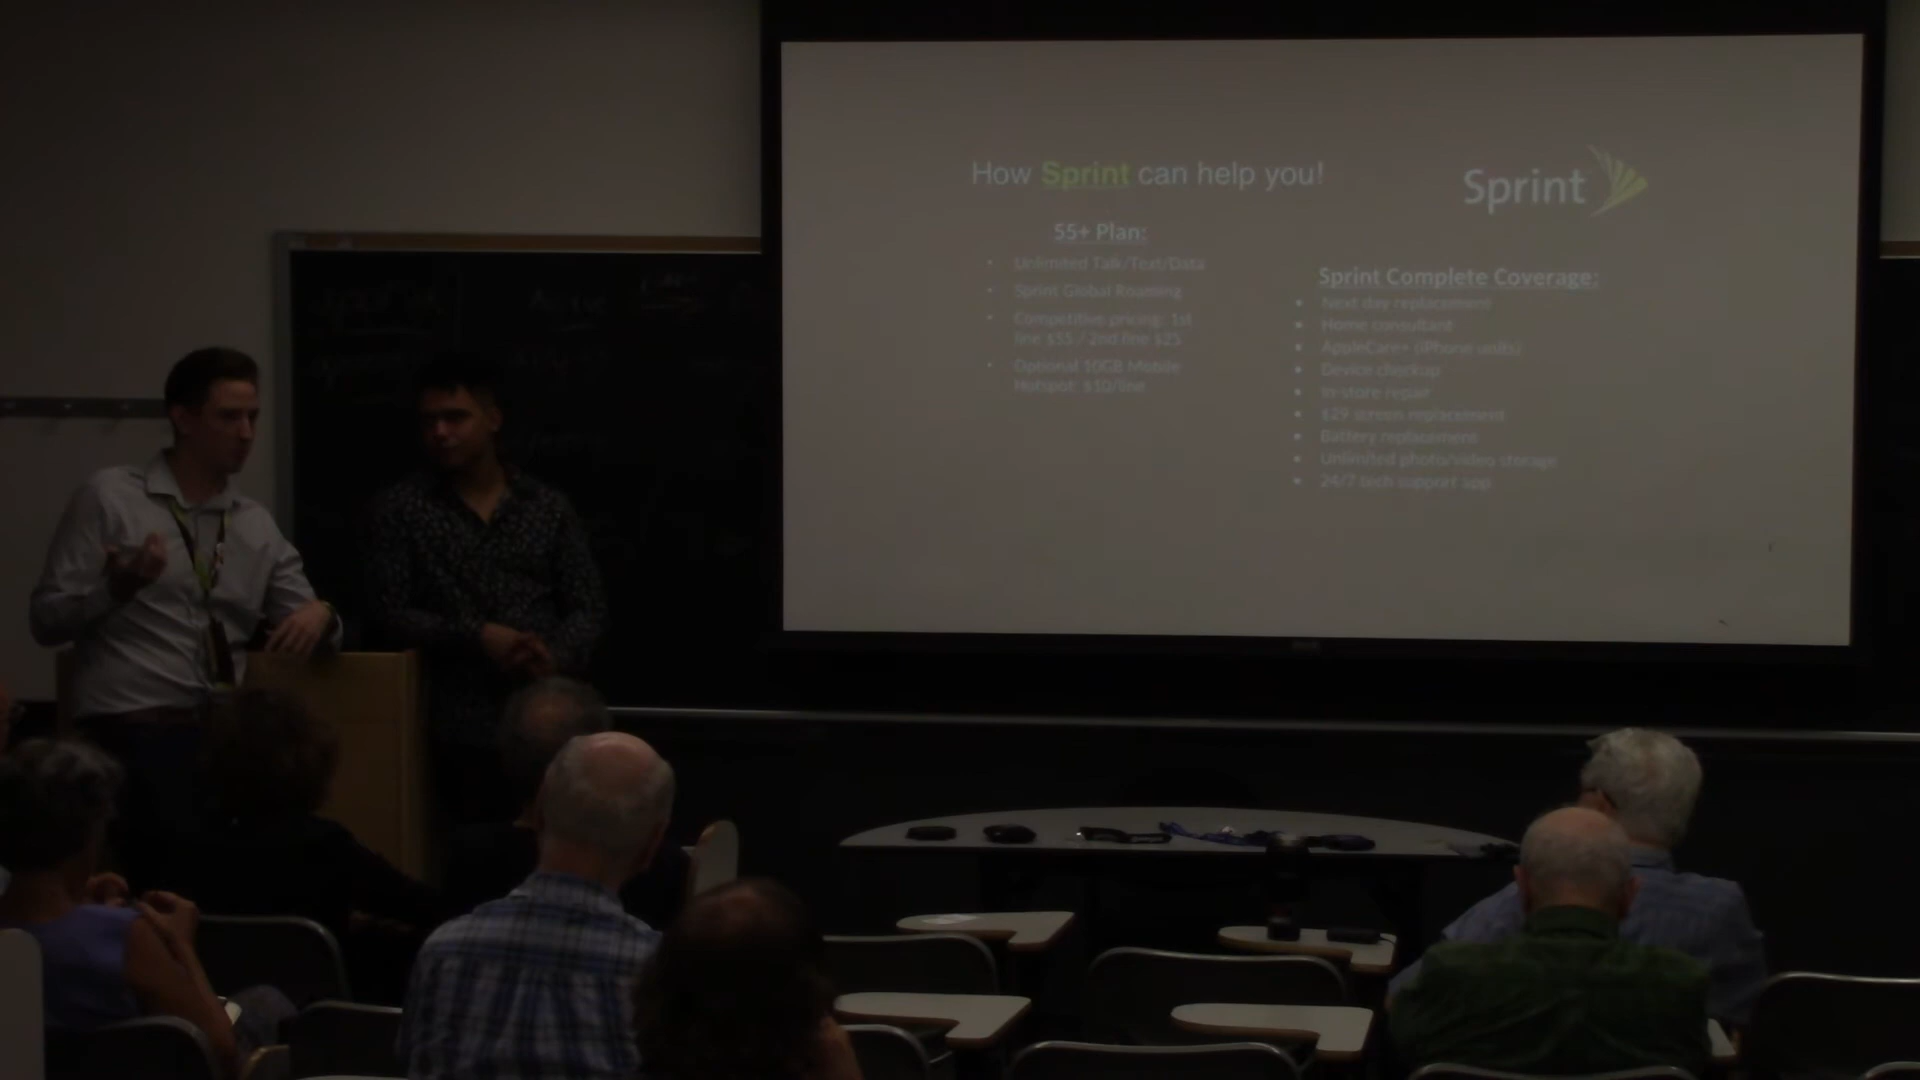 How Sprint can help you!
Sprint
55+ Plan:
• Unlimited Talk/Text/Data
• Sprint Global Roaming
• Competitive pricing: 1st
line $55 / 2nd line $25
• Optional 50GB Mobile
Hotspot: $10/line
Sprint Complete Coverage:
• Next day replacement
• Home consultant
• AppleCare+ (iPhone units)
• Device checkup
• In-store repair
• $29 screen replacement
• Battery replacement
• Unlimited photo/video storage
• 24/7 tech support app